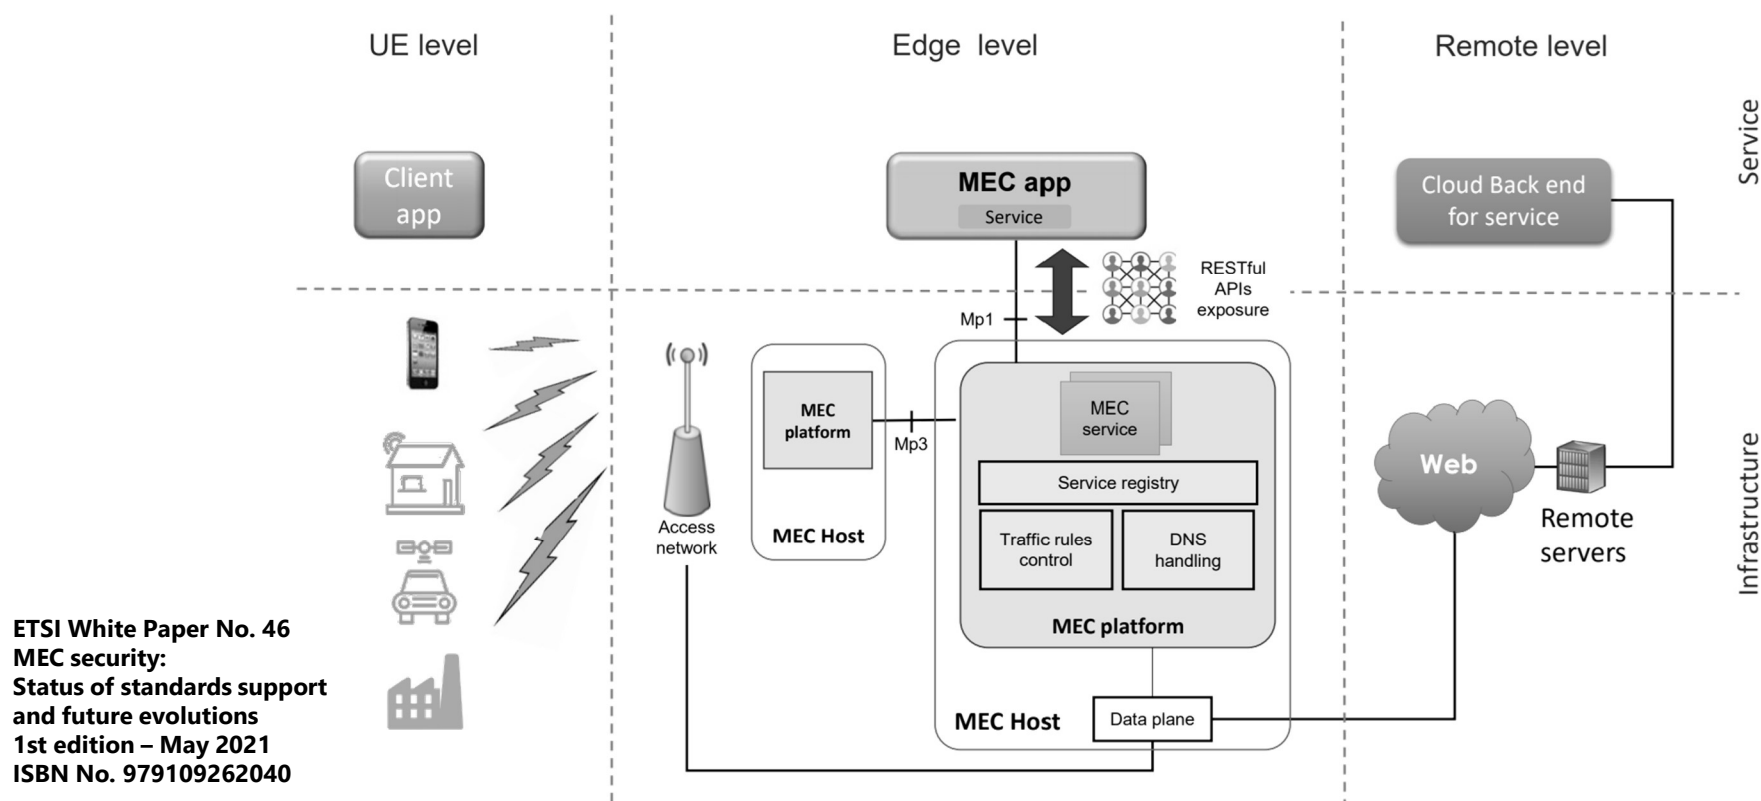 UE level
Edge level
Remote level
Service
Client
app
MEC app
Service
Cloud Back end
for service
RESTful
APIs
exposure
Mp1
MEC
platform
Mp3
MEC
service
Service registry
Traffic rules
control
DNS
handling
MEC platform
MEC Host
Access
network
MEC Host
Data plane
Web
Remote
servers
Infrastructure
ETSI White Paper No. 46
MEC security:
Status of standards support
and future evolutions
1st edition – May 2021
ISBN No. 979109262040